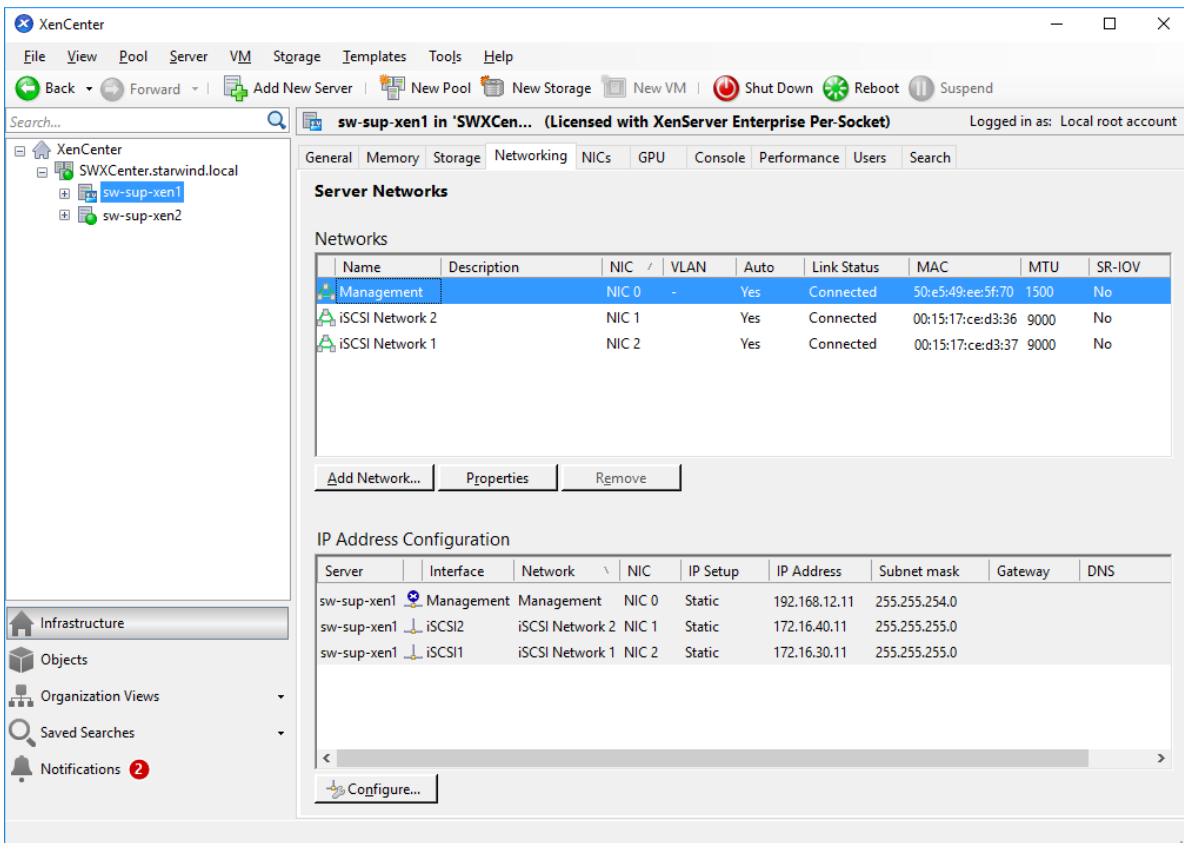 XenCenter
File View Pool Server VM Storage Templates Tools Help
Back Forward Add New Server New Pool New Storage New VM Shut Down Reboot Suspend
Search...
sw-sup-xen1 in 'SWXCen... (Licensed with XenServer Enterprise Per-Socket) Logged in as: Local root account
XenCenter
SWXCenter.starwind.local
sw-sup-xen1
sw-sup-xen2
General Memory Storage Networking NICs GPU Console Performance Users Search
Server Networks
Networks
Name Description NIC VLAN Auto Link Status MAC MTU SR-IOV
Management NIC 0 - Yes Connected 50:e5:49:ee:5f:70 1500 No
iSCSI Network 2 NIC 1 Yes Connected 00:15:17:ce:d3:36 9000 No
iSCSI Network 1 NIC 2 Yes Connected 00:15:17:ce:d3:37 9000 No
Add Network... Properties Remove
IP Address Configuration
Server Interface Network NIC IP Setup IP Address Subnet mask Gateway DNS
sw-sup-xen1 Management Management NIC 0 Static 192.168.12.11 255.255.254.0
sw-sup-xen1 iSCSI2 iSCSI Network 2 NIC 1 Static 172.16.40.11 255.255.255.0
sw-sup-xen1 iSCSI1 iSCSI Network 1 NIC 2 Static 172.16.30.11 255.255.255.0
Configure...
Infrastructure
Objects
Organization Views
Saved Searches
Notifications 2